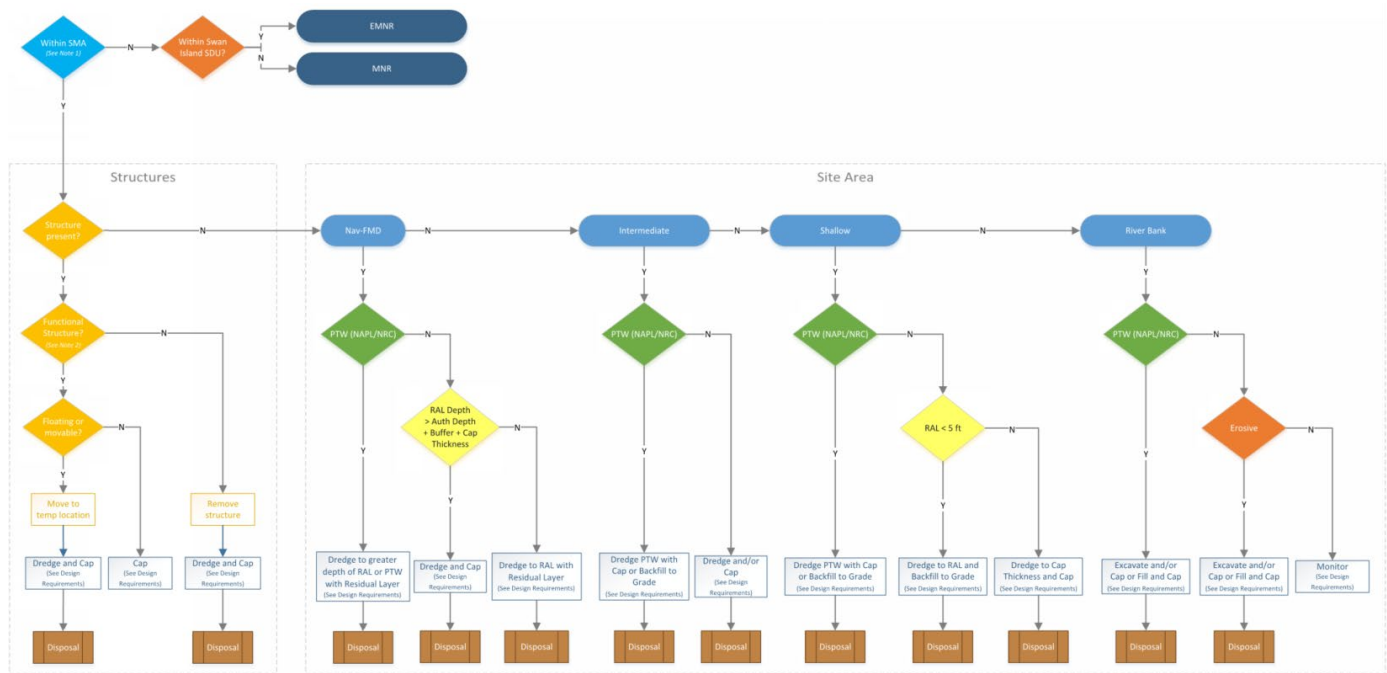 EMNR
Within SMA
(See Note 1)
N
Within Swan
Island SDU?
Y
N
MNR
Y
Structures
Site Area
Structure
present?
N
Nav-FMD
N
Intermediate
N
Shallow
N
River Bank
Y
Y
Y
Y
Y
Functional
Structure?
(See Note 2)
N
PTW (NAPL/NRC)
N
PTW (NAPL/NRC)
N
PTW (NAPL/NRC)
N
PTW (NAPL/NRC)
N
Y
Floating or
movable?
N
RAL Depth
> Auth Depth
+ Buffer + Cap
Thickness
N
RAL < 5 ft
N
Erosive
N
Y
Y
Y
Y
Y
Y
Y
Y
Move to
temp location
Remove
structure
Dredge and Cap
(See Design
Requirements)
Cap
(See Design
Requirements)
Dredge and Cap
(See Design
Requirements)
Dredge to greater
depth of RAL or PTW
with Residual Layer
(See Design Requirements)
Dredge and Cap
(See Design
Requirements)
Dredge to RAL with
Residual Layer
(See Design Requirements)
Dredge PTW with
Cap or Backfill to
Grade
(See Design Requirements)
Dredge and/or
Cap
(See Design
Requirements)
Dredge PTW with Cap
or Backfill to Grade
(See Design Requirements)
Dredge to RAL and
Backfill to Grade
(See Design Requirements)
Dredge to Cap
Thickness and Cap
(See Design Requirements)
Excavate and/or
Cap or Fill and Cap
(See Design Requirements)
Excavate and/or
Cap or Fill and Cap
(See Design Requirements)
Monitor
(See Design
Requirements)
Disposal
Disposal
Disposal
Disposal
Disposal
Disposal
Disposal
Disposal
Disposal
Disposal
Disposal
Disposal